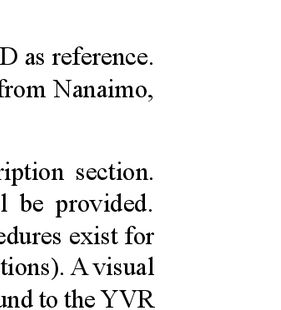 D as reference.
from Nanaimo,
ription section.
l be provided.
edures exist for
tions). A visual
und to the YVR